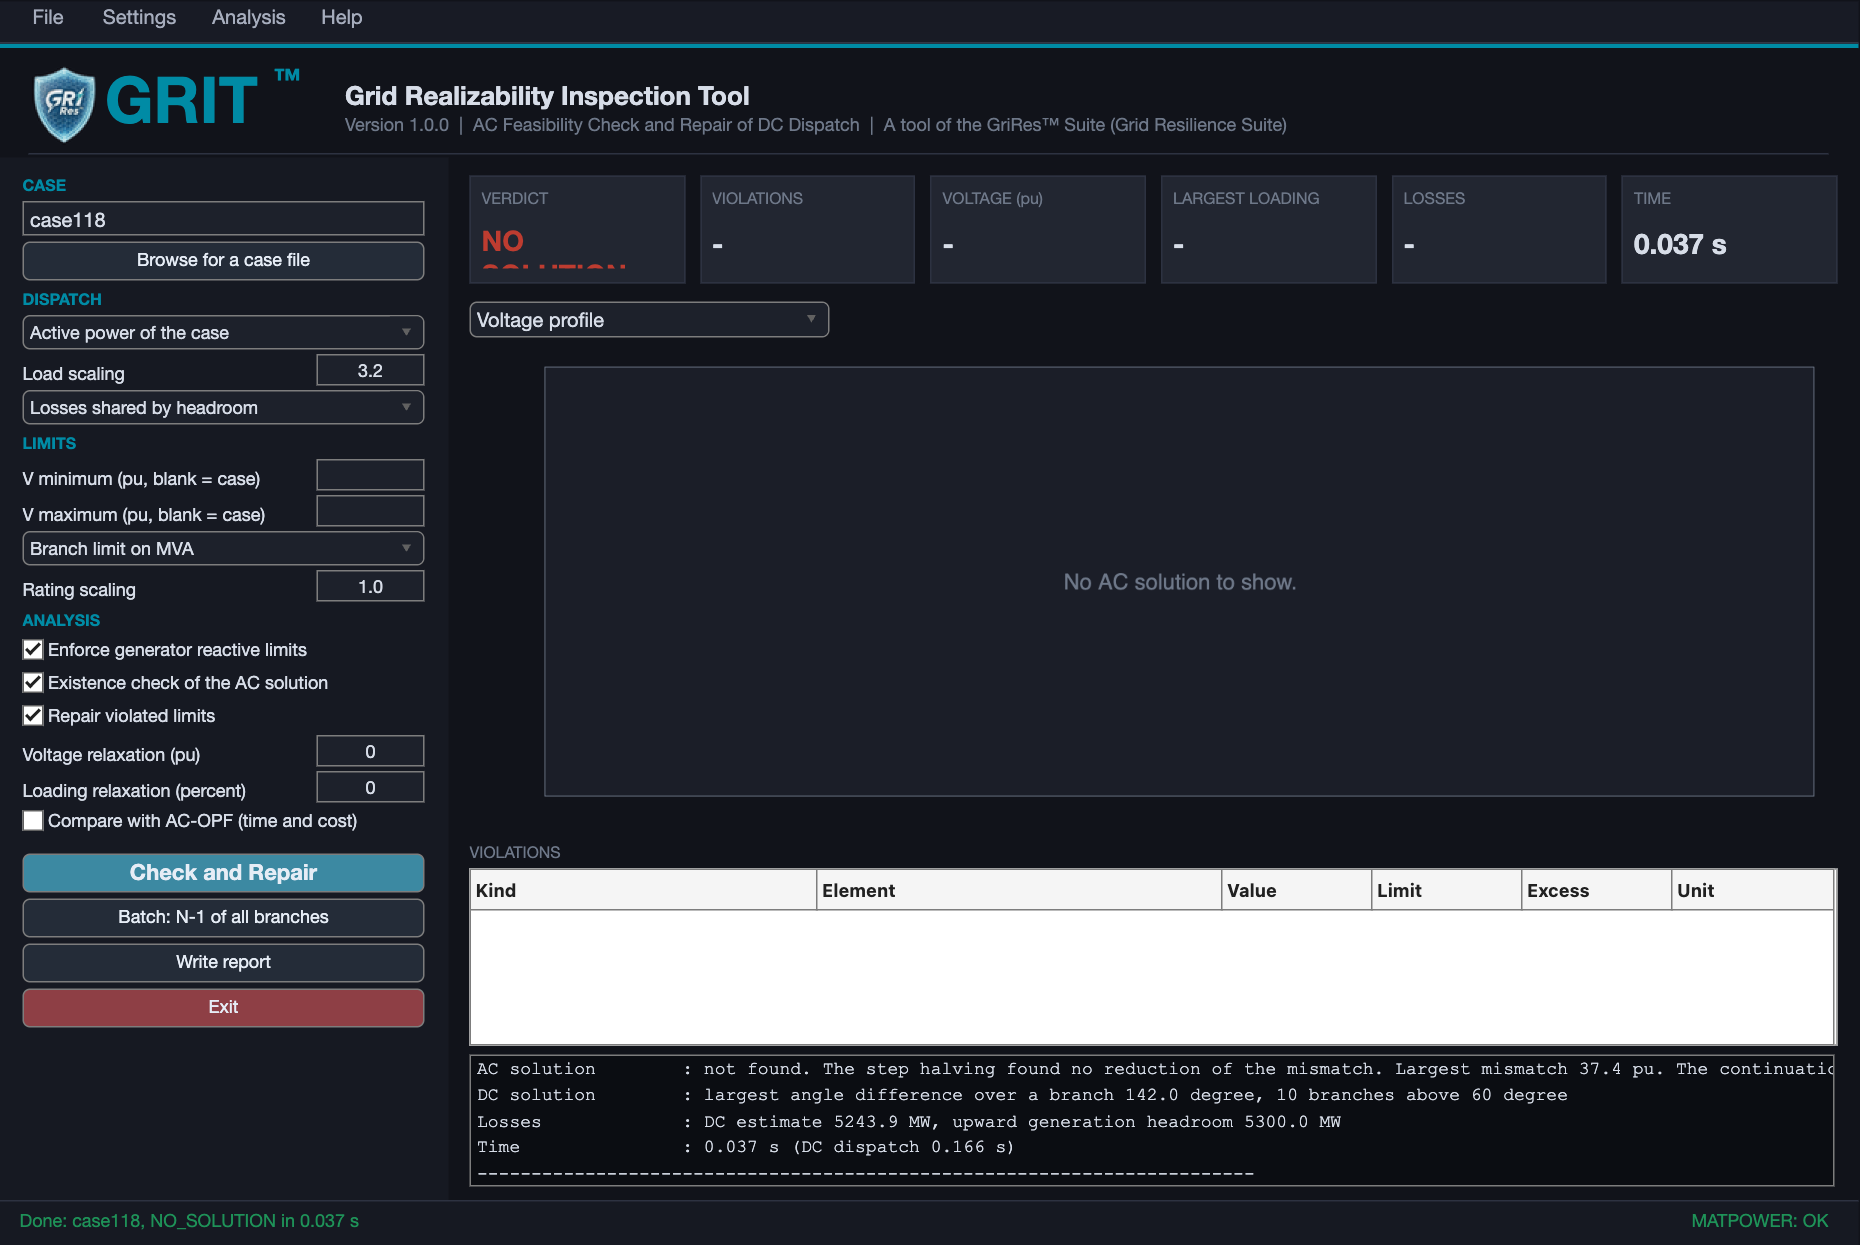 File Settings Analysis Help
GRi
Res
GRIT ™
Grid Realizability Inspection Tool
Version 1.0.0 | AC Feasibility Check and Repair of DC Dispatch | A tool of the GriRes™ Suite (Grid Resilience Suite)
CASE
case118
Browse for a case file
DISPATCH
Active power of the case
Load scaling 3.2
Losses shared by headroom
LIMITS
V minimum (pu, blank = case)
V maximum (pu, blank = case)
Branch limit on MVA
Rating scaling 1.0
ANALYSIS
Enforce generator reactive limits
Existence check of the AC solution
Repair violated limits
Voltage relaxation (pu) 0
Loading relaxation (percent) 0
Compare with AC-OPF (time and cost)
Check and Repair
Batch: N-1 of all branches
Write report
Exit
VERDICT
NO
SOLUTION
VIOLATIONS
-
VOLTAGE (pu)
-
LARGEST LOADING
-
LOSSES
-
TIME
0.037 s
Voltage profile
No AC solution to show.
VIOLATIONS
Kind Element Value Limit Excess Unit
AC solution : not found. The step halving found no reduction of the mismatch. Largest mismatch 37.4 pu. The continuatio
DC solution : largest angle difference over a branch 142.0 degree, 10 branches above 60 degree
Losses : DC estimate 5243.9 MW, upward generation headroom 5300.0 MW
Time : 0.037 s (DC dispatch 0.166 s)
------------------------------------------------------------------------
Done: case118, NO_SOLUTION in 0.037 s
MATPOWER: OK